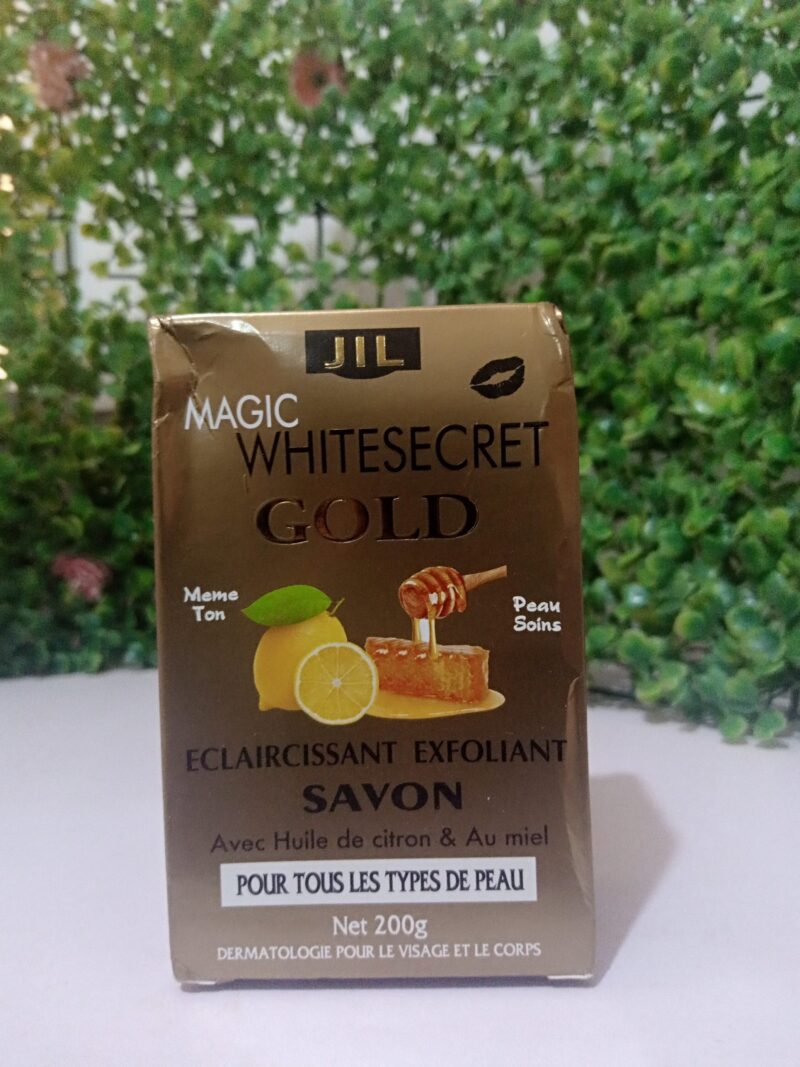 JIL
MAGIC
WHITESECRET
GOLD
Meme
Ton
Peau
Soins
ECLAIRCISSANT EXFOLIANT
SAVON
Avec Huile de citron & Au miel
POUR TOUS LES TYPES DE PEAU
Net 200g
DERMATOLOGIE POUR LE VISAGE ET LE CORPS